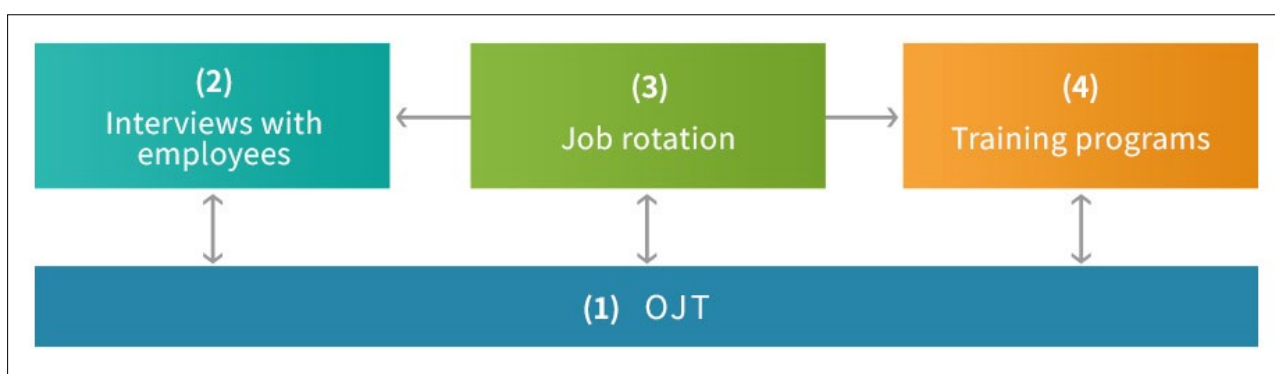 (2)
Interviews with
employees
(3)
Job rotation
(4)
Training programs
(1) OJT